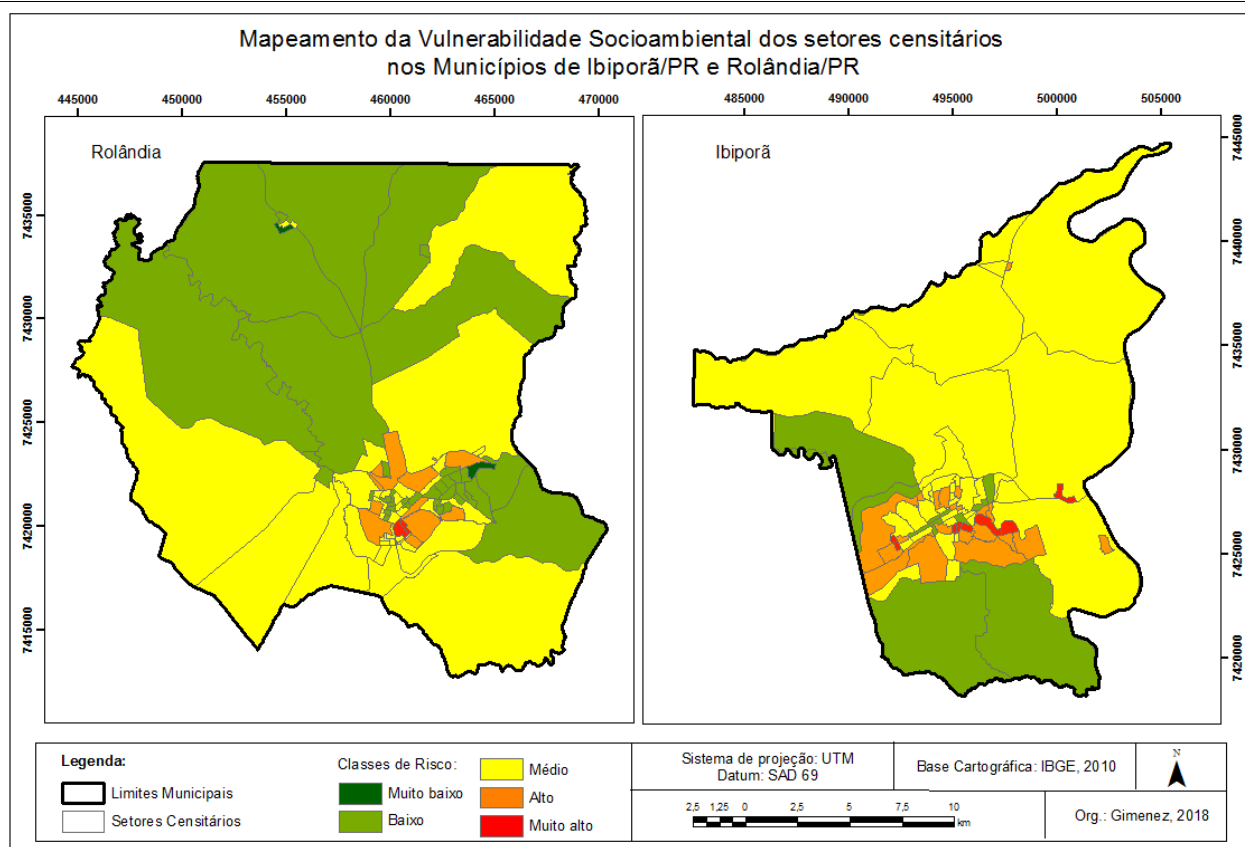 Mapeamento da Vulnerabilidade Socioambiental dos setores censitários
nos Municípios de Ibiporã/PR e Rolândia/PR
445000 450000 455000 460000 465000 470000
485000 490000 495000 500000 505000
Rolândia
Ibiporã
7435000
7430000
7425000
7420000
7415000
7445000
7440000
7435000
7430000
7425000
7420000
Legenda:
Limites Municipais
Setores Censitários
Classes de Risco:
Muito baixo
Baixo
Médio
Alto
Muito alto
Sistema de projeção: UTM
Datum: SAD 69
2,5 1,25 0 2,5 5 7,5 10
km
Base Cartográfica: IBGE, 2010
N
Org.: Gimenez, 2018